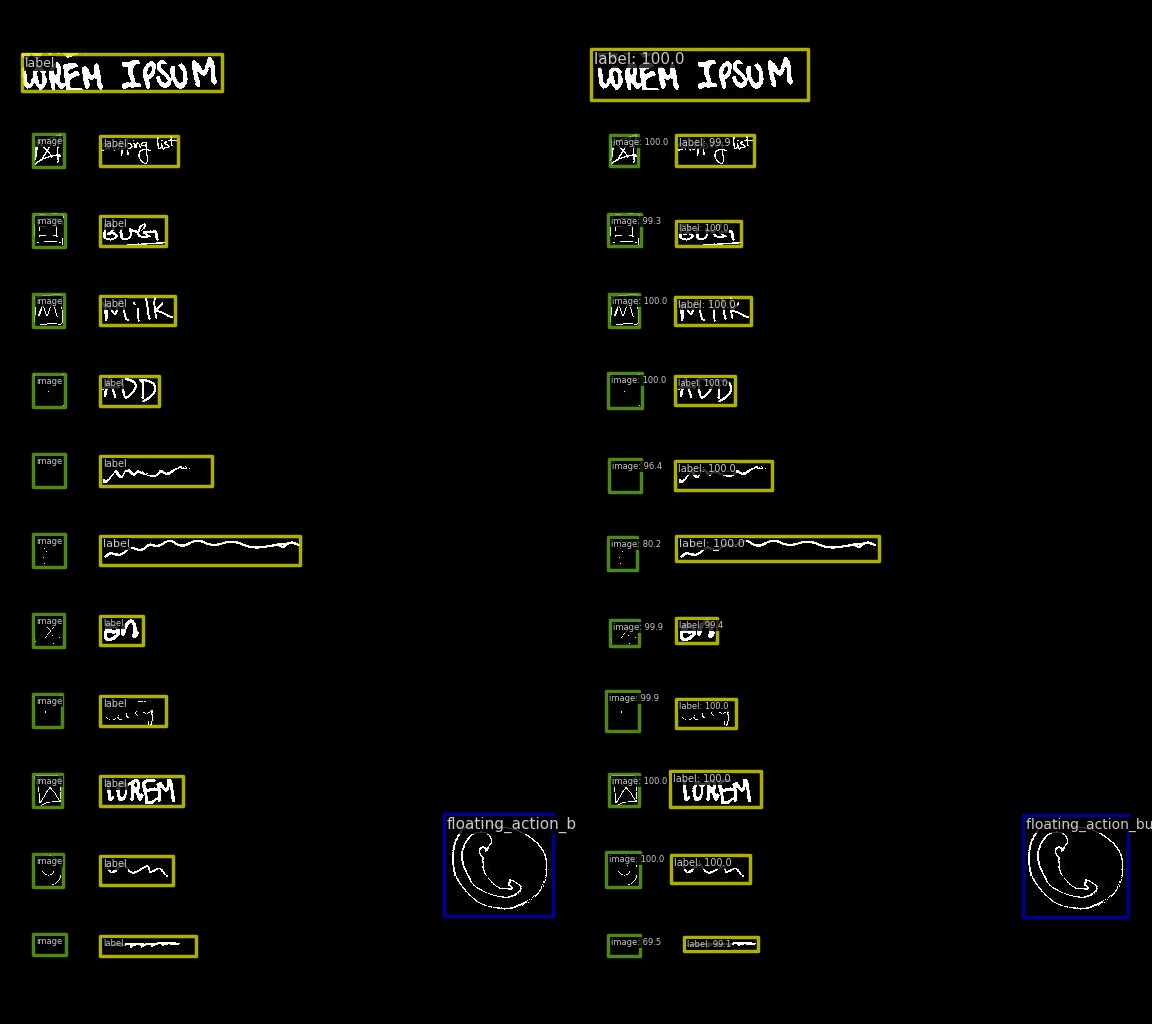 label
LOREM IPSUM
image label list
image label
image label Milk
image label
image label
image label
image label
image label
image label LOREM
floating_action_b
image label
image label
label: 100.0
LOREM IPSUM
image: 100.0 label: 99.9 list
image: 99.3 label: 100.0
image: 100.0 label: 100.0 Milk
image: 100.0 label: 100.0
image: 96.4 label: 100.0
image: 80.2 label: 100.0
image: 99.9 label: 99.4
image: 99.9 label: 100.0
image: 100.0 label: 100.0 LOREM
floating_action_bu
image: 100.0 label: 100.0
image: 69.5 label: 99.1